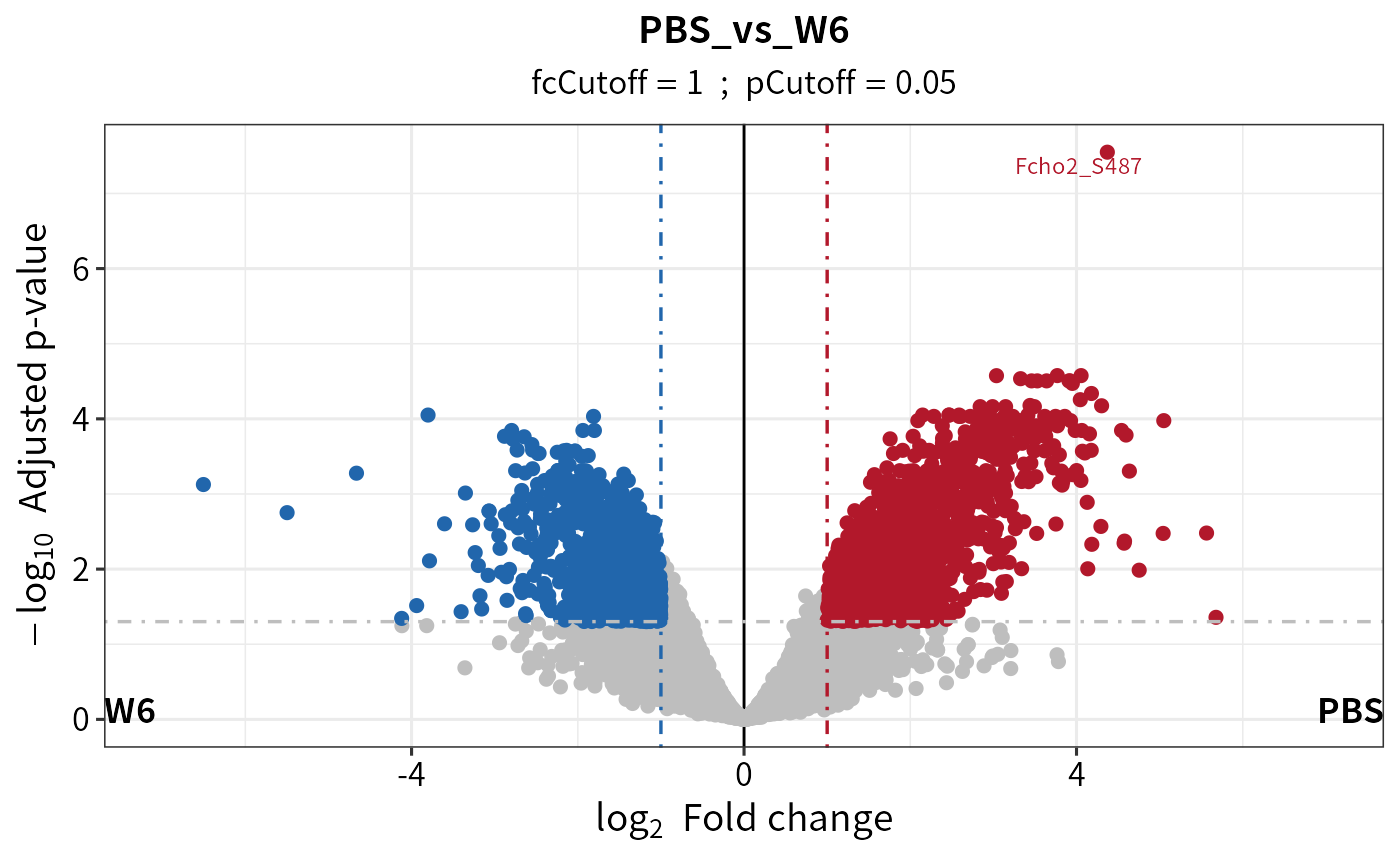 PBS_vs_W6
fcCutoff = 1 ; pCutoff = 0.05
Fcho2_S487
6
4
2
0
− log10 Adjusted p-value
W6
PBS
-4
0
4
log2 Fold change